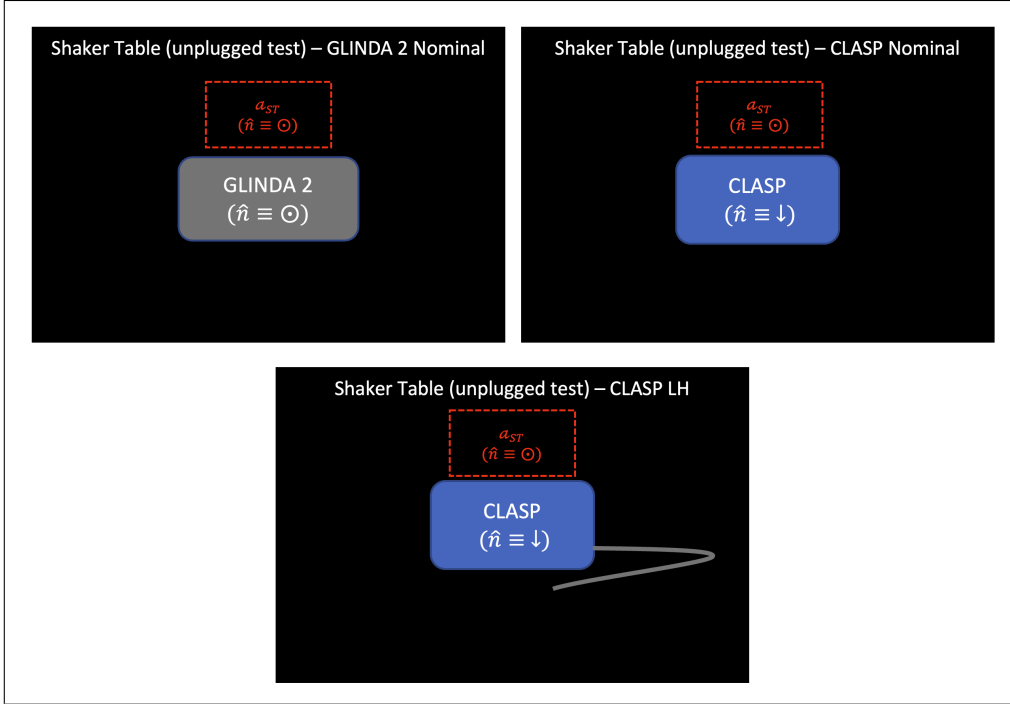 Shaker Table (unplugged test) – GLINDA 2 Nominal
a_ST
(n̂ ≡ ⊙)
GLINDA 2
(n̂ ≡ ⊙)
Shaker Table (unplugged test) – CLASP Nominal
a_ST
(n̂ ≡ ⊙)
CLASP
(n̂ ≡ ↓)
Shaker Table (unplugged test) – CLASP LH
a_ST
(n̂ ≡ ⊙)
CLASP
(n̂ ≡ ↓)